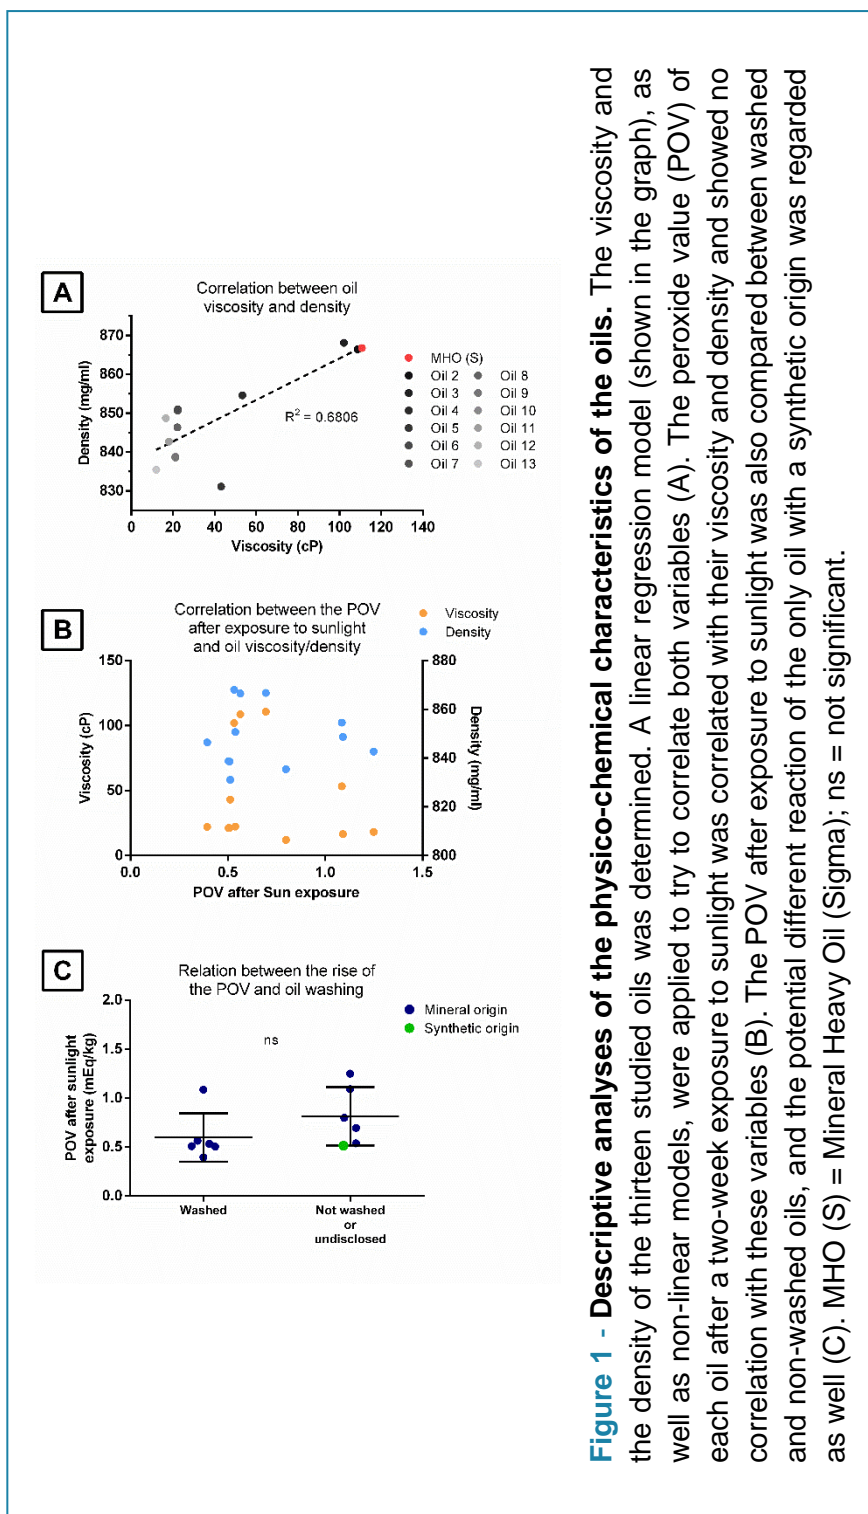 A
Correlation between oil
viscosity and density
870
860
850
840
830
Density (mg/ml)
R² = 0.6806
0 20 40 60 80 100 120 140
Viscosity (cP)
MHO (S)
Oil 2 Oil 8
Oil 3 Oil 9
Oil 4 Oil 10
Oil 5 Oil 11
Oil 6 Oil 12
Oil 7 Oil 13
B
Correlation between the POV
after exposure to sunlight
and oil viscosity/density
Viscosity
Density
150
100
50
0
Viscosity (cP)
880
860
840
820
800
Density (mg/ml)
0.0 0.5 1.0 1.5
POV after Sun exposure
C
Relation between the rise of
the POV and oil washing
Mineral origin
Synthetic origin
2.0
1.5
1.0
0.5
0.0
POV after sunlight
exposure (mEq/kg)
ns
Washed
Not washed
or
undisclosed
Figure 1 - Descriptive analyses of the physico-chemical characteristics of the oils. The viscosity and
the density of the thirteen studied oils was determined. A linear regression model (shown in the graph), as
well as non-linear models, were applied to try to correlate both variables (A). The peroxide value (POV) of
each oil after a two-week exposure to sunlight was correlated with their viscosity and density and showed no
correlation with these variables (B). The POV after exposure to sunlight was also compared between washed
and non-washed oils, and the potential different reaction of the only oil with a synthetic origin was regarded
as well (C). MHO (S) = Mineral Heavy Oil (Sigma); ns = not significant.